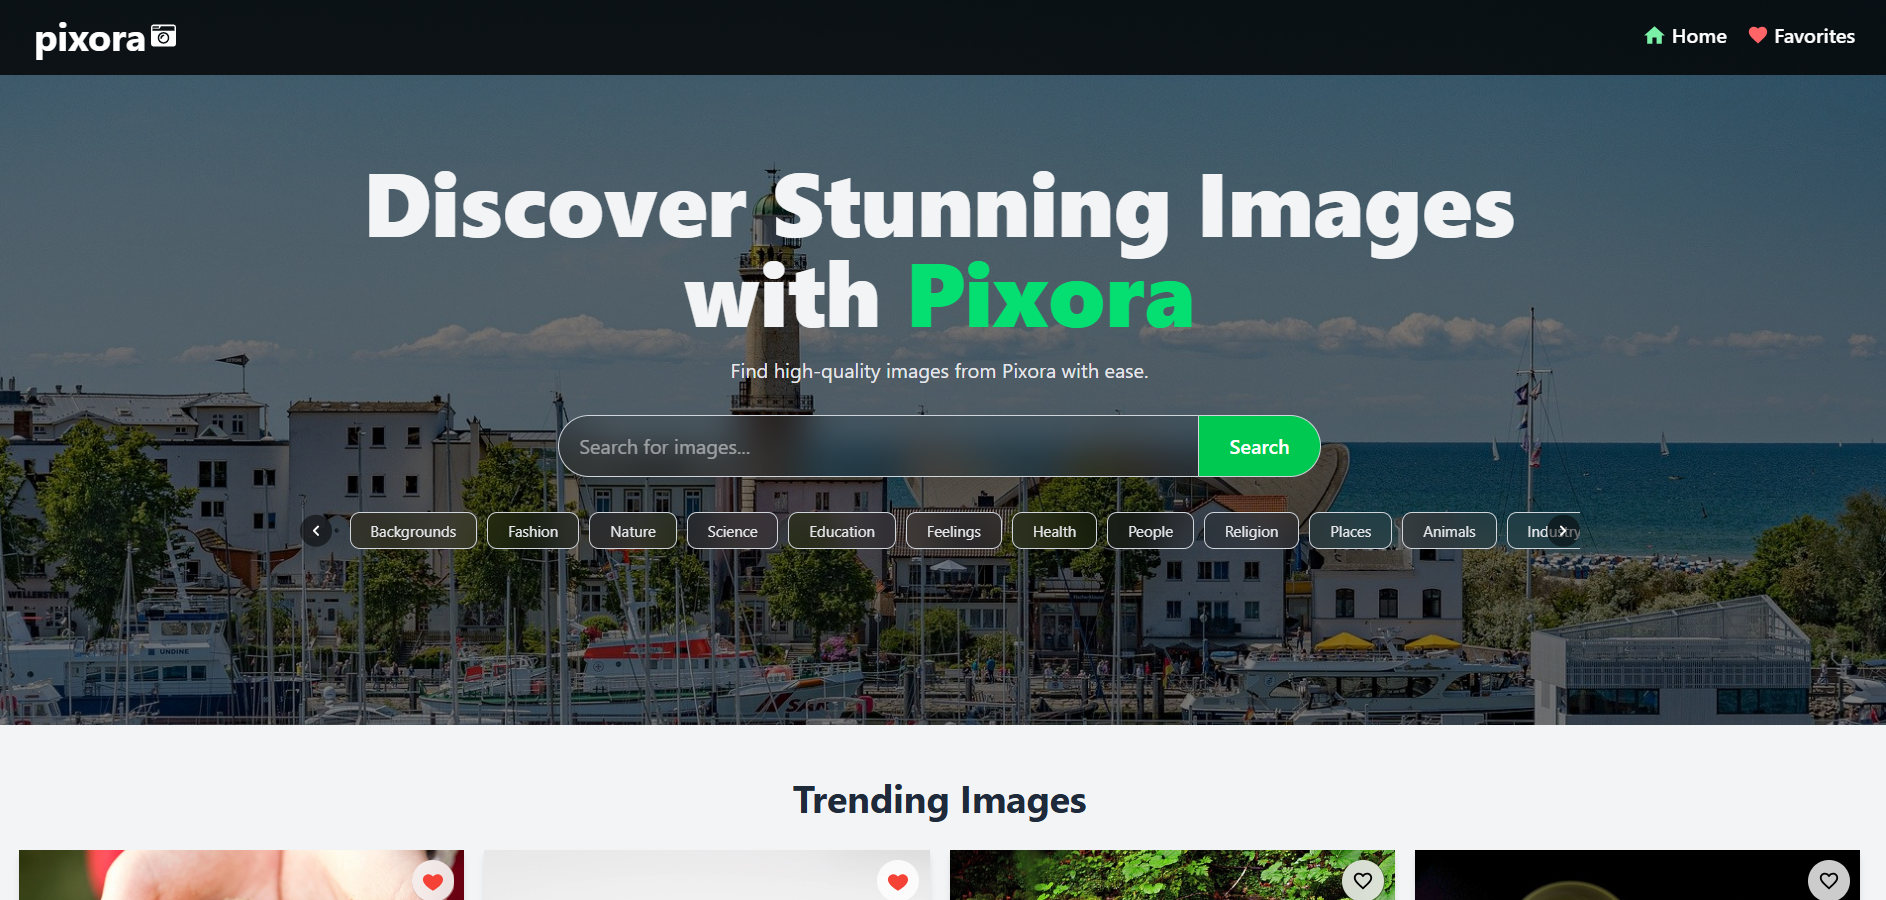 pixora
Home Favorites
Discover Stunning Images
with Pixora
Find high-quality images from Pixora with ease.
Search for images... Search
Backgrounds Fashion Nature Science Education Feelings Health People Religion Places Animals Industry
UNDINE
Trending Images